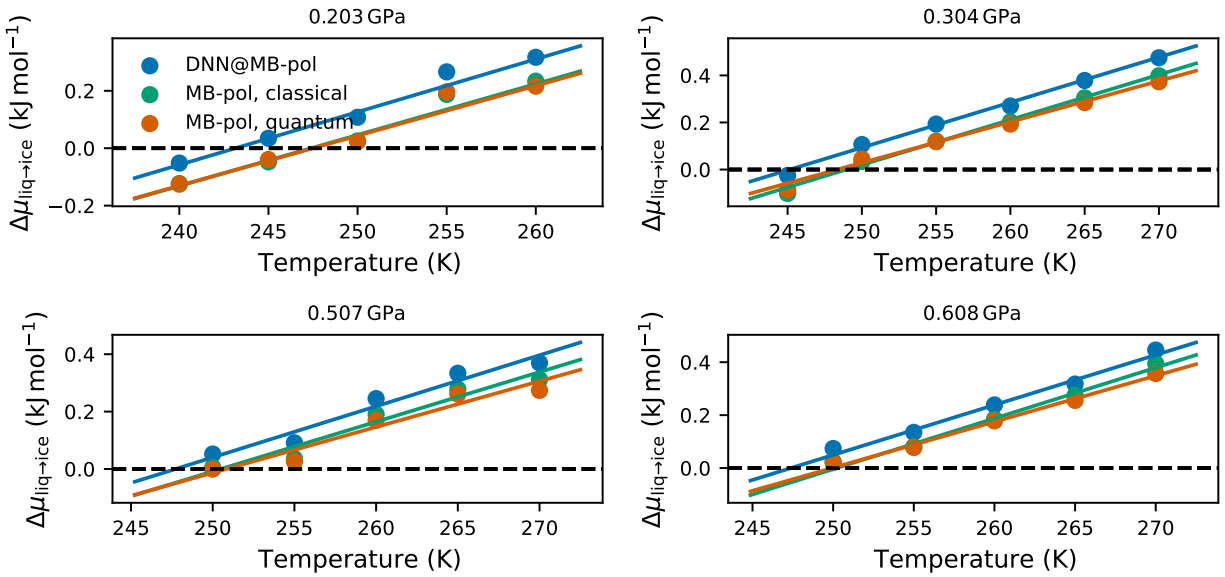 0.203 GPa
Δμliq→ice (kJ mol−1)
0.2
0.0
−0.2
DNN@MB-pol
MB-pol, classical
MB-pol, quantum
240 245 250 255 260
Temperature (K)
0.304 GPa
Δμliq→ice (kJ mol−1)
0.4
0.2
0.0
245 250 255 260 265 270
Temperature (K)
0.507 GPa
Δμliq→ice (kJ mol−1)
0.4
0.2
0.0
245 250 255 260 265 270
Temperature (K)
0.608 GPa
Δμliq→ice (kJ mol−1)
0.4
0.2
0.0
245 250 255 260 265 270
Temperature (K)